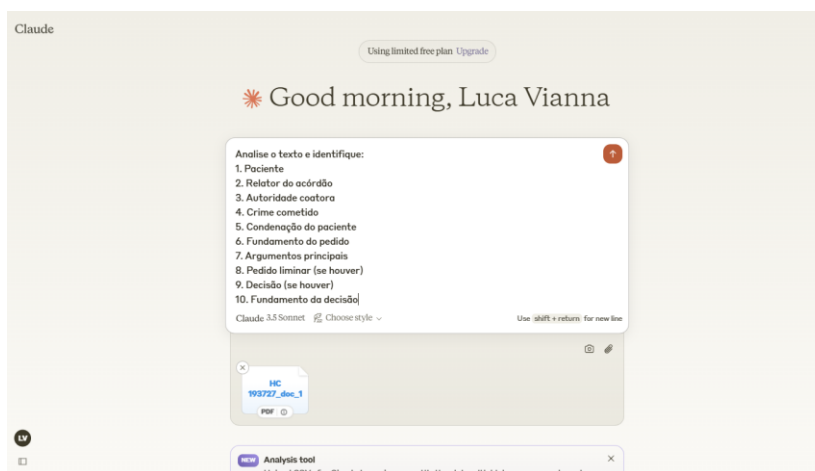 Claude
Using limited free plan Upgrade
Good morning, Luca Vianna
Analise o texto e identifique:
1. Paciente
2. Relator do acórdão
3. Autoridade coatora
4. Crime cometido
5. Condenação do paciente
6. Fundamento do pedido
7. Argumentos principais
8. Pedido liminar (se houver)
9. Decisão (se houver)
10. Fundamento da decisão
Claude 3.5 Sonnet Choose style
Use shift + return for new line
HC
193727_doc_1
PDF
LV
NEW Analysis tool